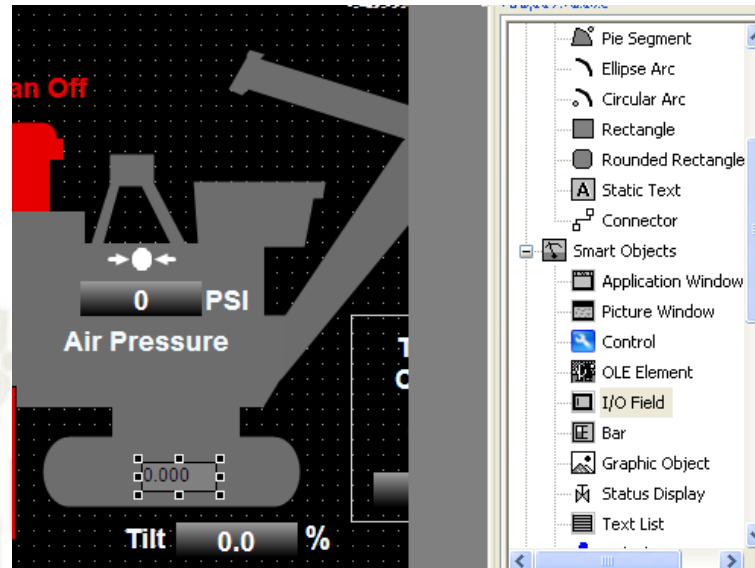 an Off
0 PSI
Air Pressure
0.000
Tilt 0.0 %
Pie Segment
Ellipse Arc
Circular Arc
Rectangle
Rounded Rectangle
A Static Text
Connector
Smart Objects
Application Window
Picture Window
Control
OLE Element
I/O Field
Bar
Graphic Object
Status Display
Text List